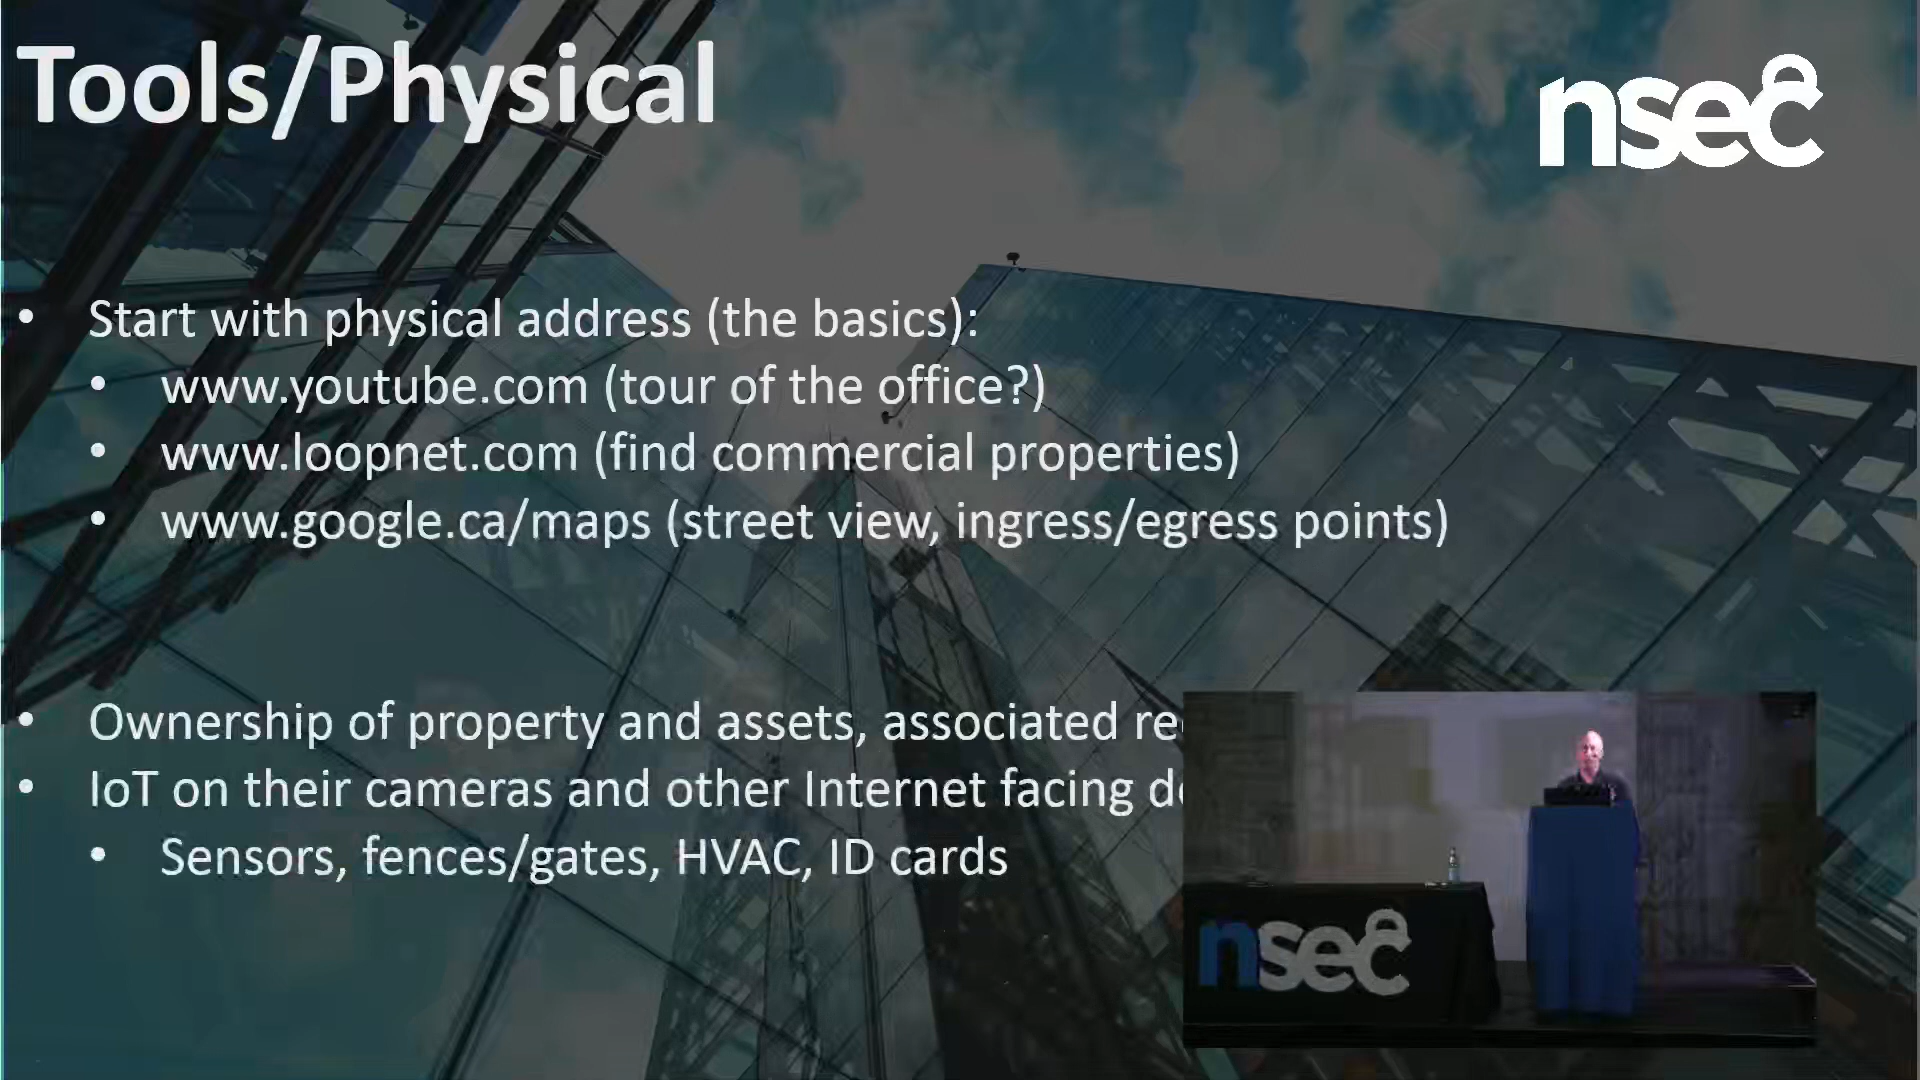 Tools/Physical
nsec
• Start with physical address (the basics):
• www.youtube.com (tour of the office?)
• www.loopnet.com (find commercial properties)
• www.google.ca/maps (street view, ingress/egress points)
• Ownership of property and assets, associated
• IoT on their cameras and other Internet facing
• Sensors, fences/gates, HVAC, ID cards
nsec